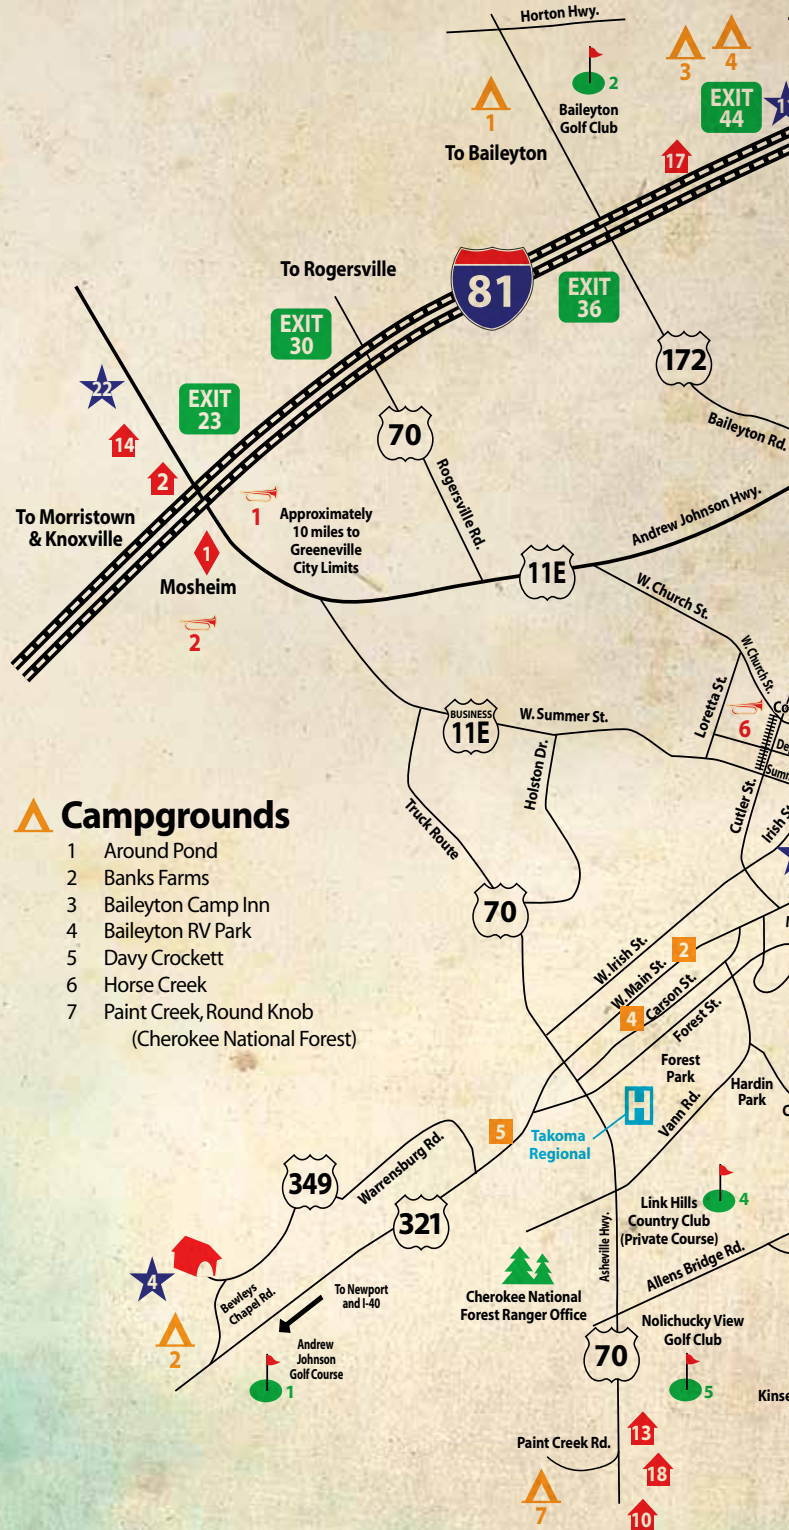 Horton Hwy.
3
4
2
1
Baileyton
Golf Club
EXIT
44
To Baileyton
17
To Rogersville
81
EXIT
36
EXIT
30
172
22
EXIT
23
70
Baileyton Rd.
14
2
Rogersville Rd.
Andrew Johnson Hwy.
To Morristown
& Knoxville
1
Approximately
10 miles to
Greeneville
City Limits
1
Mosheim
11E
2
W. Church St.
W. Church St.
Loretta St.
6
BUSINESS
11E
W. Summer St.
Holston Dr.
Truck Route
Cutler St.
Irish St
Campgrounds
1 Around Pond
2 Banks Farms
3 Baileyton Camp Inn
4 Baileyton RV Park
5 Davy Crockett
6 Horse Creek
7 Paint Creek, Round Knob
(Cherokee National Forest)
70
W. Irish St.
2
W. Main St.
Carson St.
4
Forest St.
Forest
Park
Hardin
Park
H
Vann Rd.
5
Takoma
Regional
349
Warrensburg Rd.
321
Link Hills
Country Club
(Private Course)
4
Asheville Hwy.
Allens Bridge Rd.
4
Bewleys
Chapel Rd.
To Newport
and I-40
Cherokee National
Forest Ranger Office
2
Andrew
Johnson
Golf Course
1
Nolichucky View
Golf Club
70
5
Kinse
13
Paint Creek Rd.
18
7
10